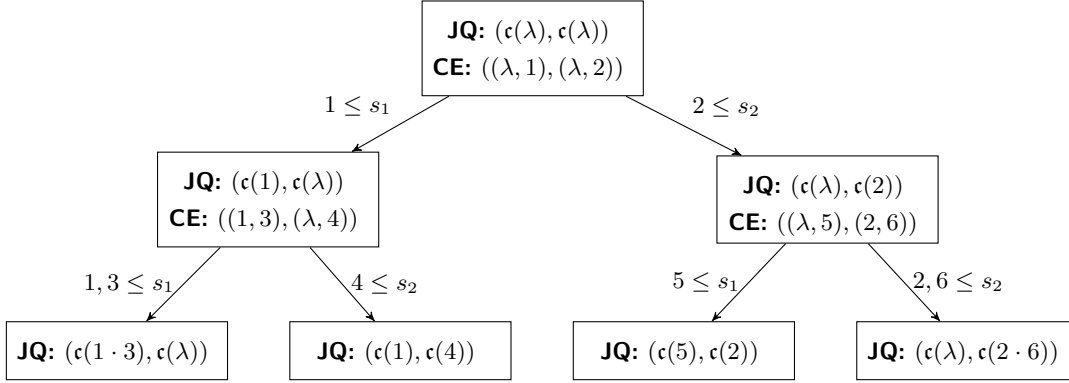 JQ: (𝔠(λ), 𝔠(λ))
CE: ((λ, 1), (λ, 2))
1 ≤ s₁
2 ≤ s₂
JQ: (𝔠(1), 𝔠(λ))
CE: ((1, 3), (λ, 4))
JQ: (𝔠(λ), 𝔠(2))
CE: ((λ, 5), (2, 6))
1, 3 ≤ s₁
4 ≤ s₂
5 ≤ s₁
2, 6 ≤ s₂
JQ: (𝔠(1 · 3), 𝔠(λ))
JQ: (𝔠(1), 𝔠(4))
JQ: (𝔠(5), 𝔠(2))
JQ: (𝔠(λ), 𝔠(2 · 6))